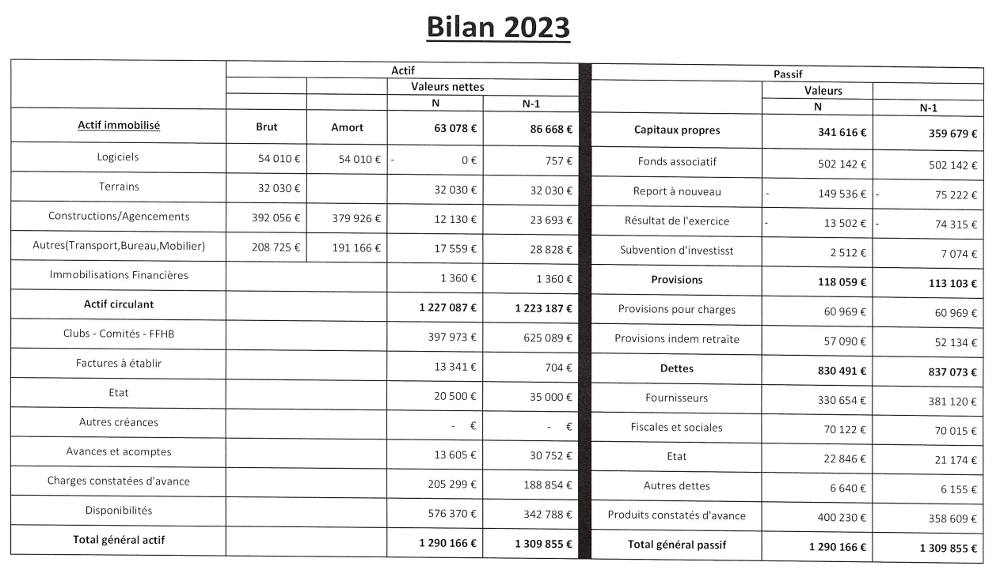 Bilan 2023
Actif Passif
Valeurs nettes Valeurs
N N-1 N N-1
Actif immobilisé Brut Amort 63 078 € 86 668 € Capitaux propres 341 616 € 359 679 €
Logiciels 54 010 € 54 010 € - 0 € 757 € Fonds associatif 502 142 € 502 142 €
Terrains 32 030 € 32 030 € 32 030 € Report à nouveau - 149 536 € - 75 222 €
Constructions/Agencements 392 056 € 379 926 € 12 130 € 23 693 € Résultat de l'exercice - 13 502 € - 74 315 €
Autres(Transport,Bureau,Mobilier) 208 725 € 191 166 € 17 559 € 28 828 € Subvention d'investisst 2 512 € 7 074 €
Immobilisations Financières 1 360 € 1 360 € Provisions 118 059 € 113 103 €
Actif circulant 1 227 087 € 1 223 187 € Provisions pour charges 60 969 € 60 969 €
Clubs - Comités - FFHB 397 973 € 625 089 € Provisions indem retraite 57 090 € 52 134 €
Factures à établir 13 341 € 704 € Dettes 830 491 € 837 073 €
Etat 20 500 € 35 000 € Fournisseurs 330 654 € 381 120 €
Autres créances - € - € Fiscales et sociales 70 122 € 70 015 €
Avances et acomptes 13 605 € 30 752 € Etat 22 846 € 21 174 €
Charges constatées d'avance 205 299 € 188 854 € Autres dettes 6 640 € 6 155 €
Disponibilités 576 370 € 342 788 € Produits constatés d'avance 400 230 € 358 609 €
Total général actif 1 290 166 € 1 309 855 € Total général passif 1 290 166 € 1 309 855 €